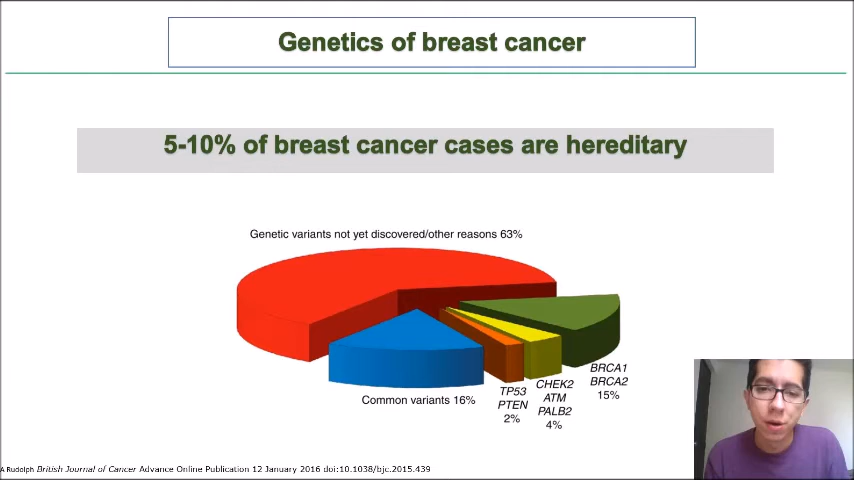 Genetics of breast cancer
5-10% of breast cancer cases are hereditary
Genetic variants not yet discovered/other reasons 63%
Common variants 16%
TP53
PTEN
2%
CHEK2
ATM
PALB2
4%
BRCA1
BRCA2
15%
A Rudolph British Journal of Cancer Advance Online Publication 12 January 2016 doi:10.1038/bjc.2015.439